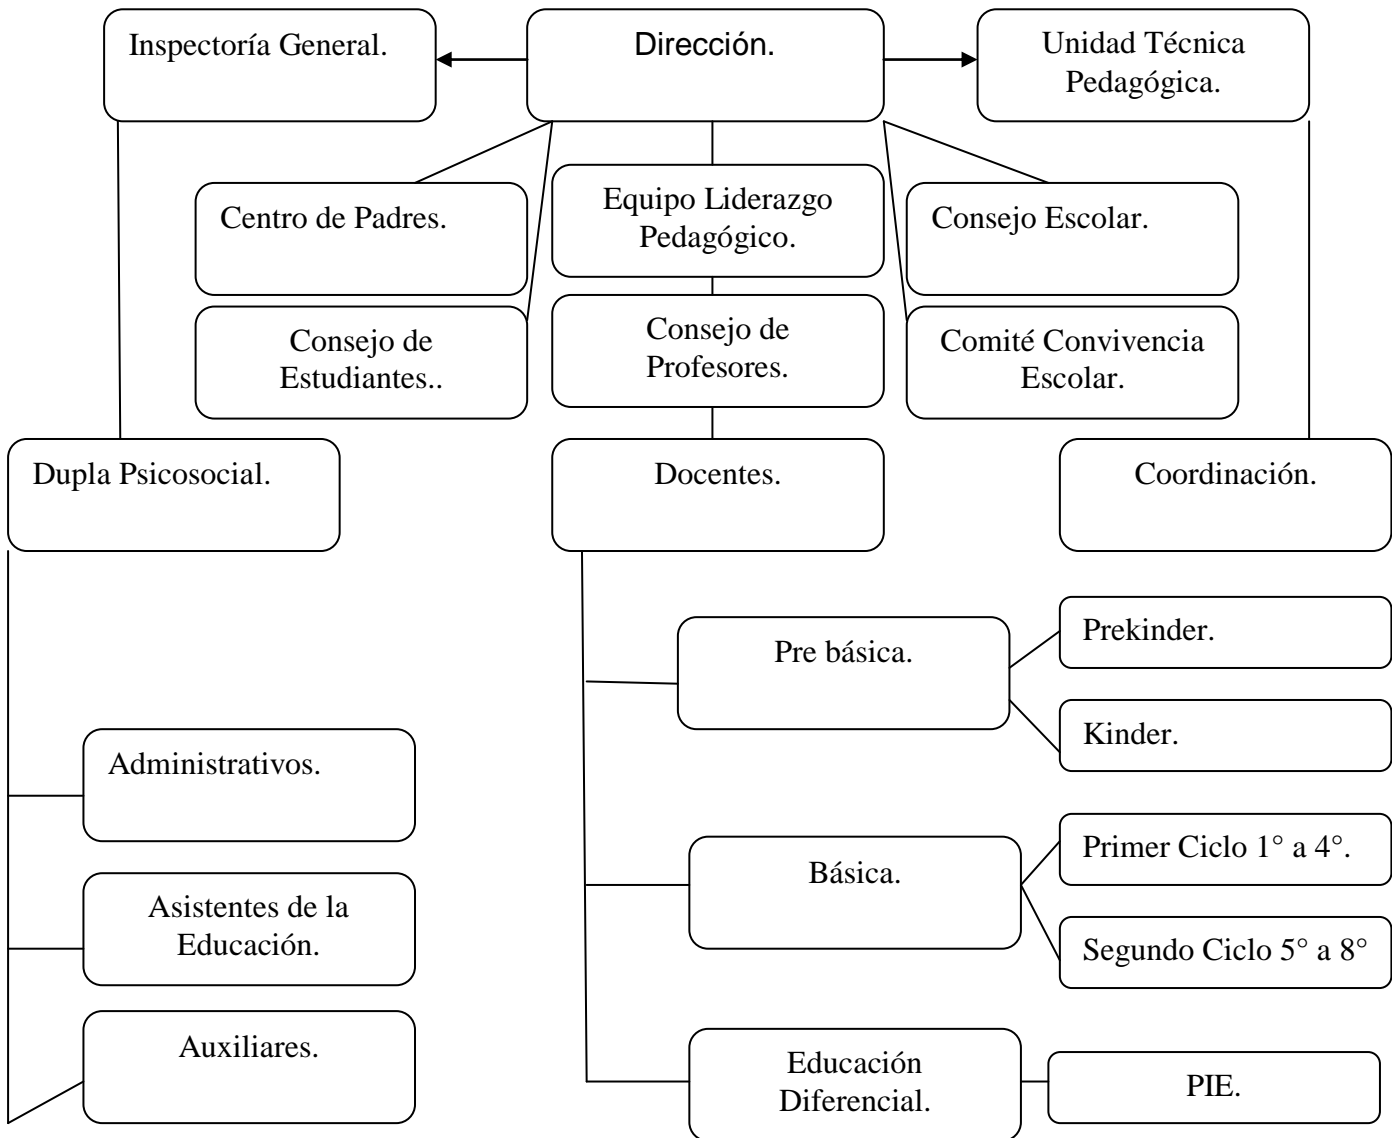 Inspectoría General.
Dirección.
Unidad Técnica
Pedagógica.
Centro de Padres.
Equipo Liderazgo
Pedagógico.
Consejo Escolar.
Consejo de
Estudiantes..
Consejo de
Profesores.
Comité Convivencia
Escolar.
Dupla Psicosocial.
Docentes.
Coordinación.
Pre básica.
Prekinder.
Kinder.
Administrativos.
Básica.
Primer Ciclo 1° a 4°.
Segundo Ciclo 5° a 8°
Asistentes de la
Educación.
Auxiliares.
Educación
Diferencial.
PIE.